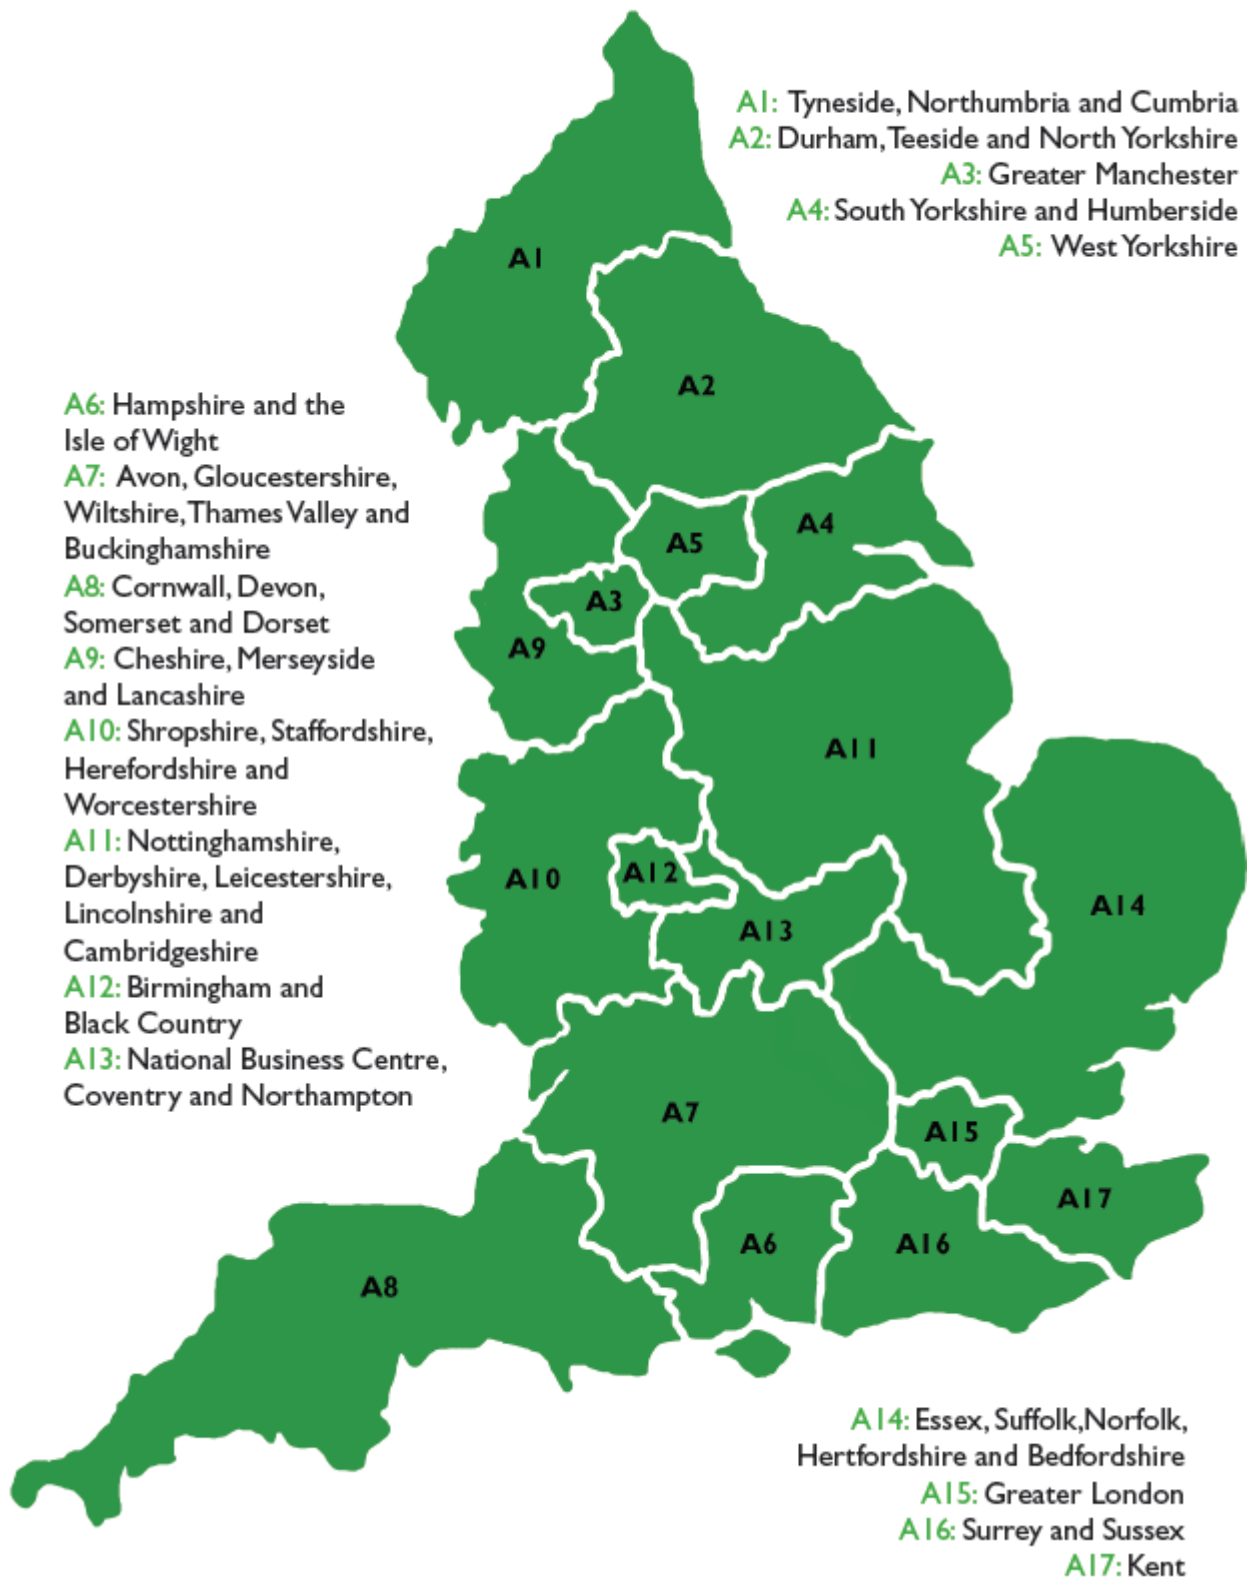 A1: Tyneside, Northumbria and Cumbria
A2: Durham, Teeside and North Yorkshire
A3: Greater Manchester
A4: South Yorkshire and Humberside
A5: West Yorkshire
A1
A2
A6: Hampshire and the
Isle of Wight
A7: Avon, Gloucestershire,
Wiltshire, Thames Valley and
Buckinghamshire
A8: Cornwall, Devon,
Somerset and Dorset
A9: Cheshire, Merseyside
and Lancashire
A10: Shropshire, Staffordshire,
Herefordshire and
Worcestershire
A11: Nottinghamshire,
Derbyshire, Leicestershire,
Lincolnshire and
Cambridgeshire
A12: Birmingham and
Black Country
A13: National Business Centre,
Coventry and Northampton
A4
A5
A3
A9
A11
A10
A12
A14
A13
A7
A15
A17
A6
A16
A8
A14: Essex, Suffolk, Norfolk,
Hertfordshire and Bedfordshire
A15: Greater London
A16: Surrey and Sussex
A17: Kent